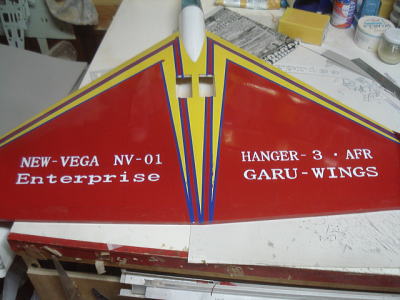 NEW-VEGA NV-01
Enterprise
HANGER-3 · AFR
GARU-WINGS